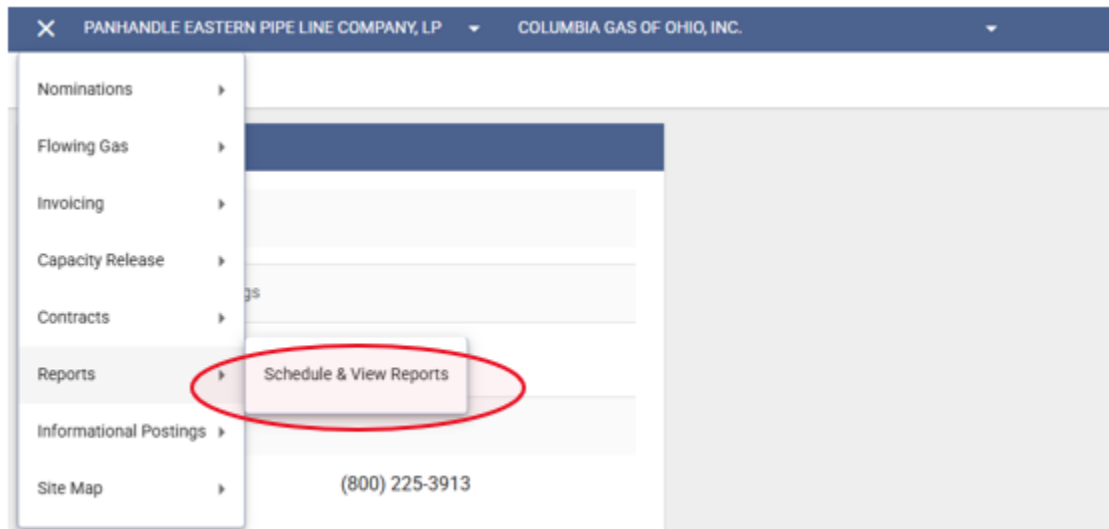 PANHANDLE EASTERN PIPE LINE COMPANY, LP COLUMBIA GAS OF OHIO, INC.
Nominations
Flowing Gas
Invoicing
Capacity Release
gs
Contracts
Reports Schedule & View Reports
Informational Postings
Site Map (800) 225-3913